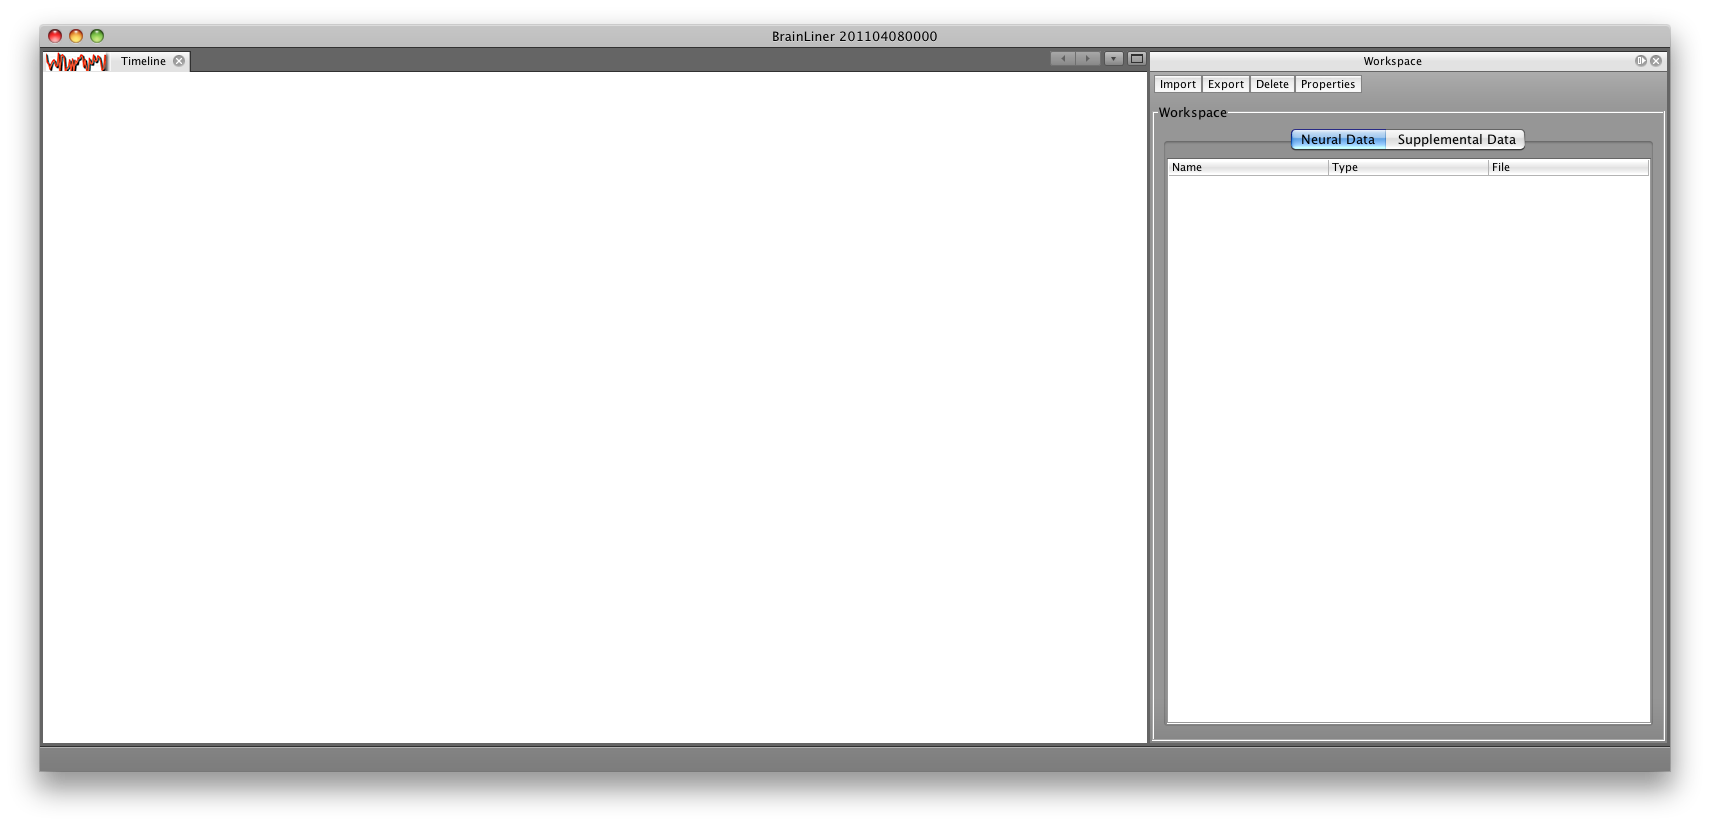 BrainLiner 201104080000
Timeline
Workspace
Import Export Delete Properties
Workspace
Neural Data Supplemental Data
Name Type File